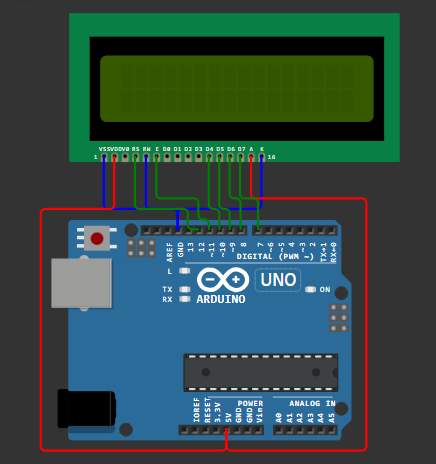 VSS VDD V0 RS RW E D0 D1 D2 D3 D4 D5 D6 D7 A K
1 16
AREF GND 13 12 ~11 ~10 ~9 8 7 ~6 ~5 4 ~3 2 TX→1 RX←0
DIGITAL (PWM ~)
L
UNO
TX
RX
ARDUINO
ON
POWER
ANALOG IN
IOREF RESET 3.3V 5V GND GND Vin A0 A1 A2 A3 A4 A5